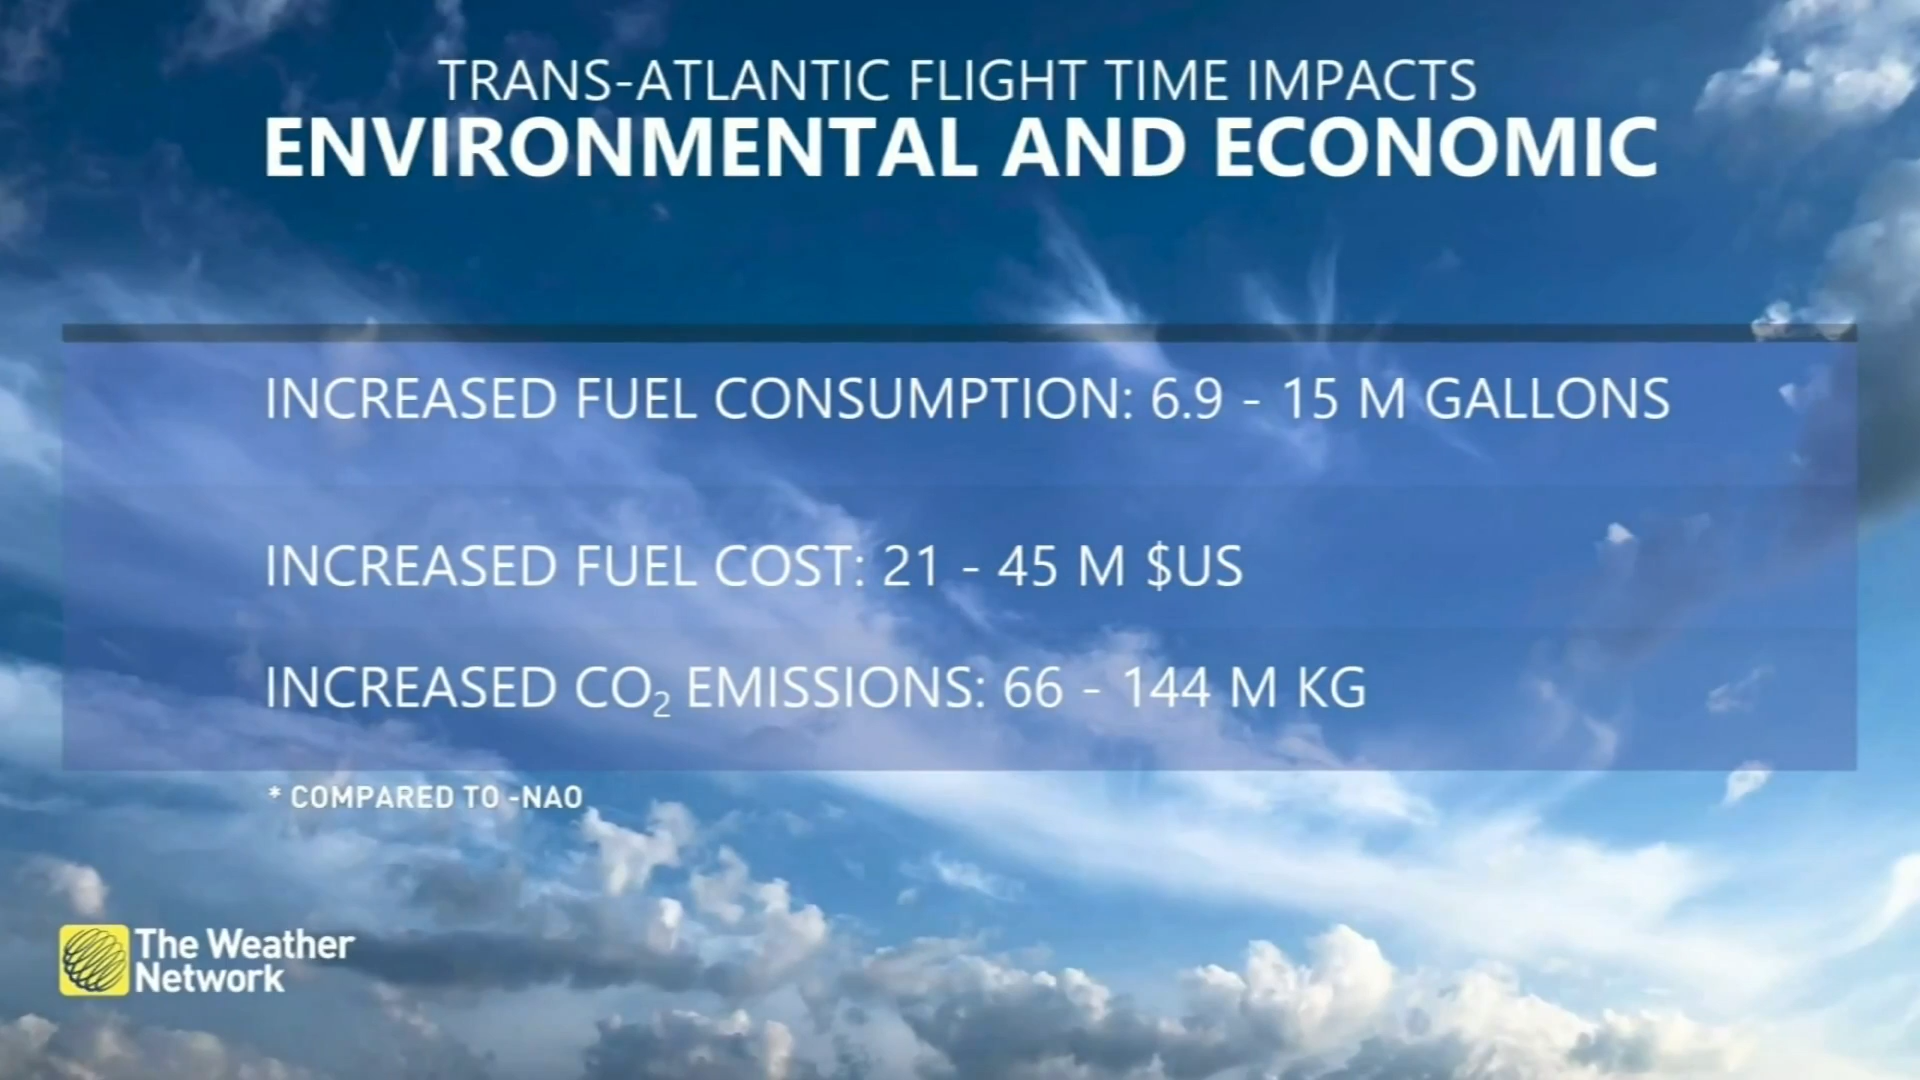 TRANS-ATLANTIC FLIGHT TIME IMPACTS
ENVIRONMENTAL AND ECONOMIC
INCREASED FUEL CONSUMPTION: 6.9 - 15 M GALLONS
INCREASED FUEL COST: 21 - 45 M $US
INCREASED CO₂ EMISSIONS: 66 - 144 M KG
* COMPARED TO -NAO
The Weather
Network